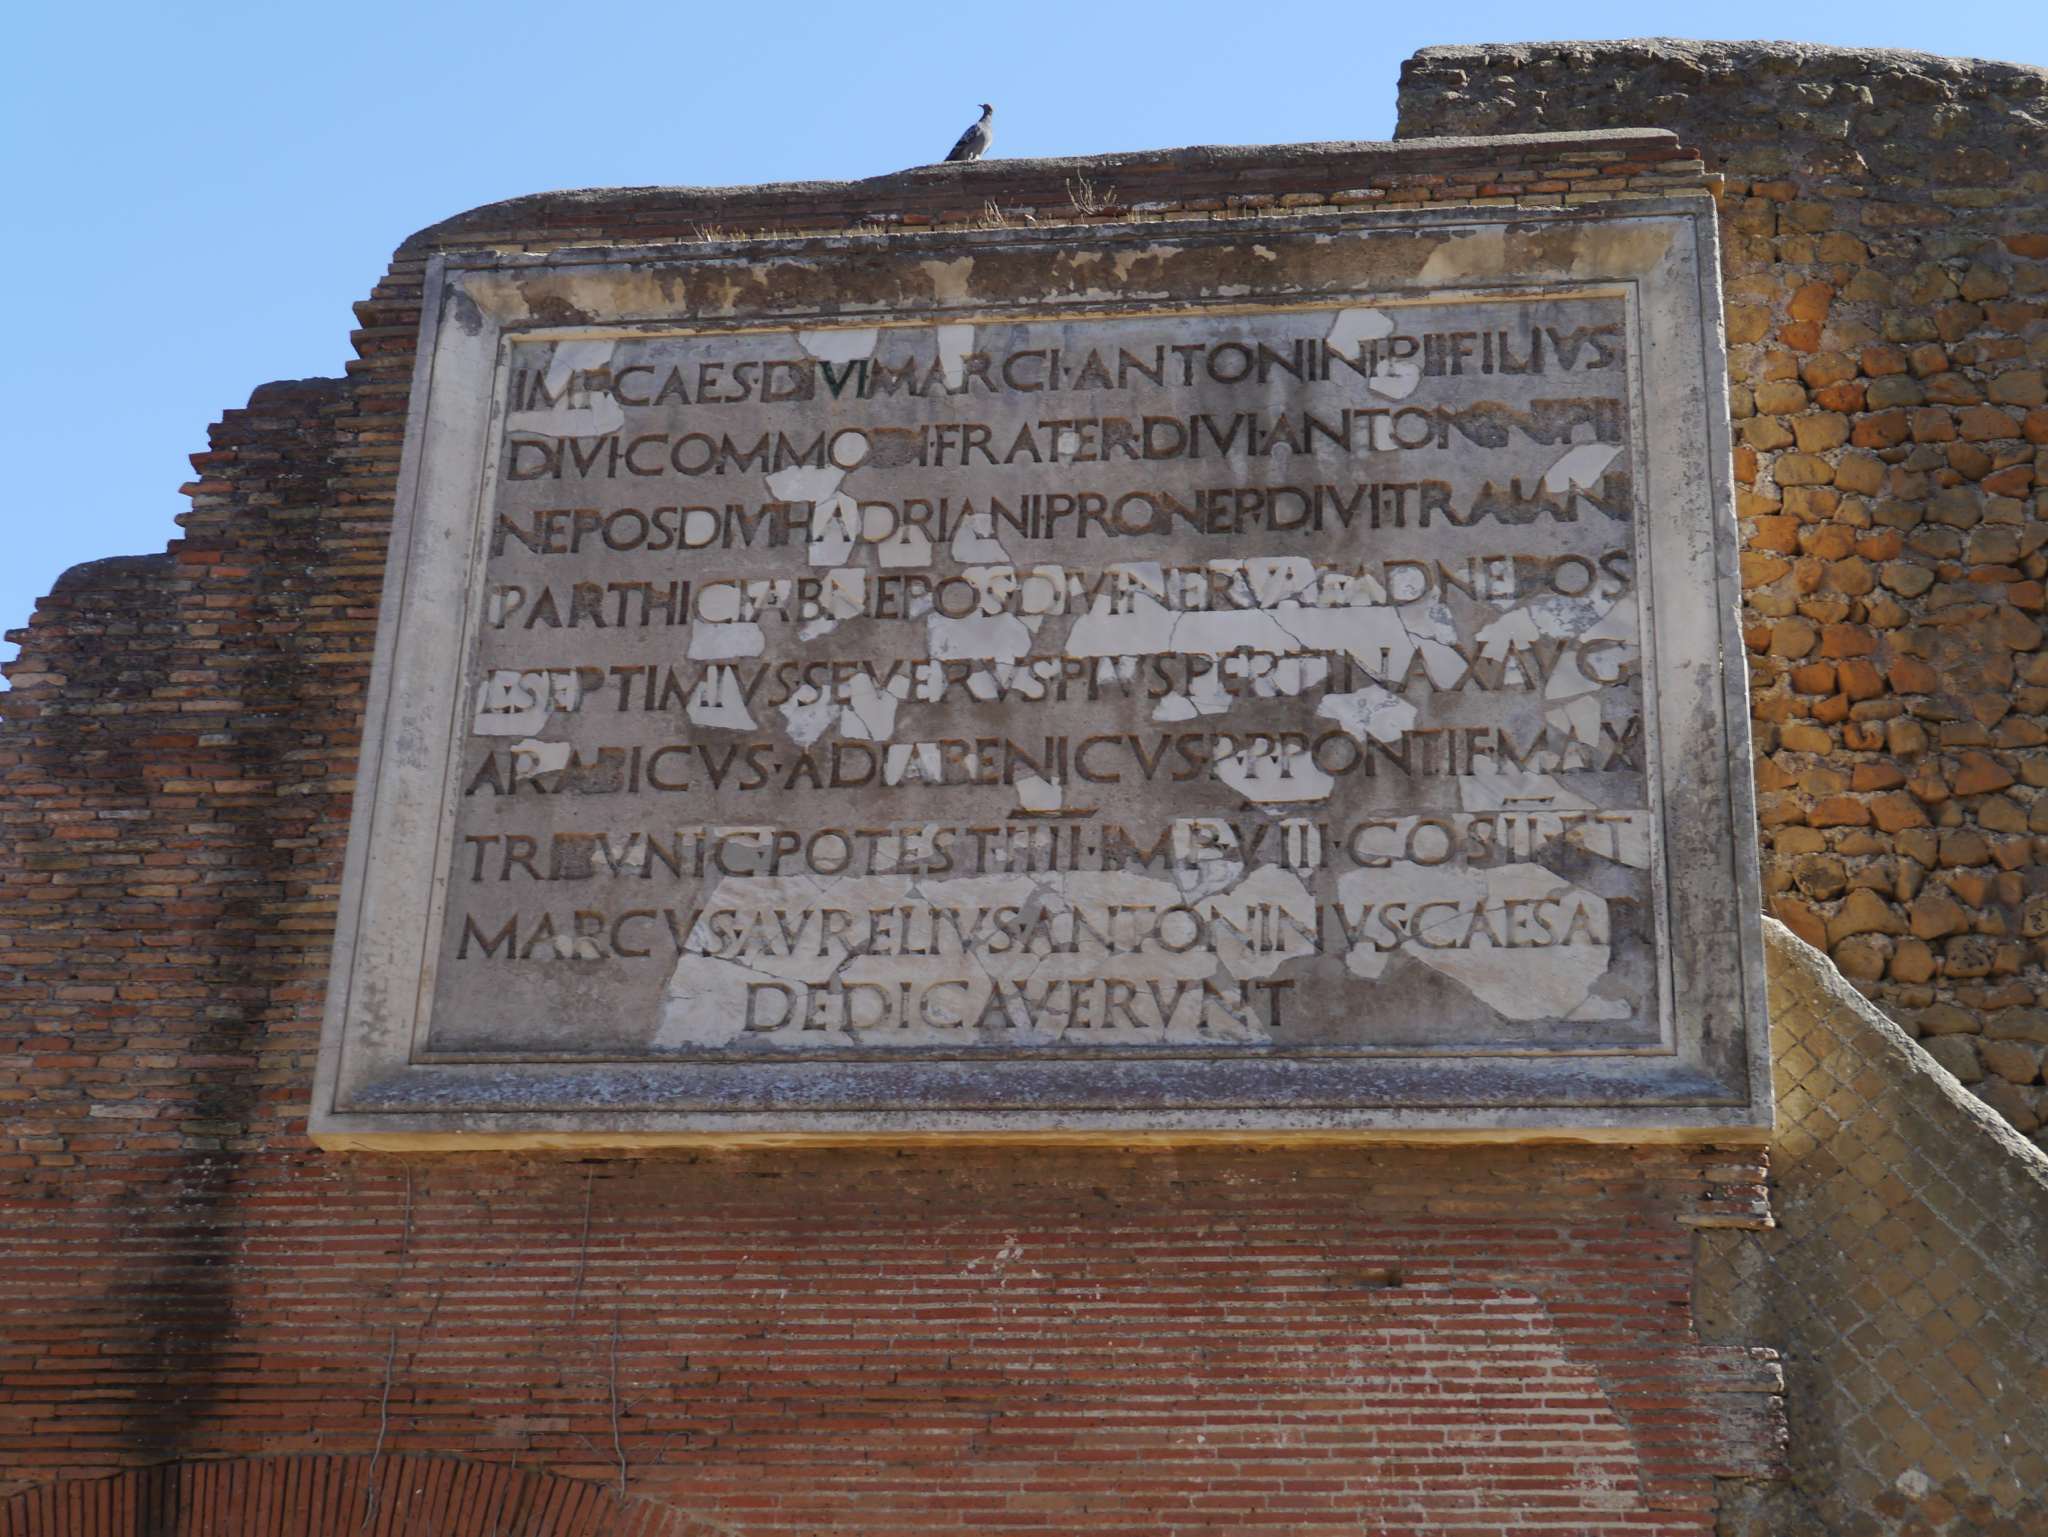 IMP·CAES·DIVI·MARCI·ANTONINI·PII·FILIVS
DIVI·COMMODI·FRATER·DIVI·ANTONINI·PII
NEPOS·DIVI·HADRIANI·PRONEP·DIVI·TRAIANI
PARTHICI·ABNEPOS·DIVI·NERVAE·ADNEPOS
L·SEPTIMIVS·SEVERVS·PIVS·PERTINAX·AVG
ARABICVS·ADIABENICVS·P·P·PONTIF·MAX
TRIBVNIC·POTEST·IIII·IMP·VIII·COS·II·ET
MARCVS·AVRELIVS·ANTONINVS·CAESAR
DEDICAVERVNT